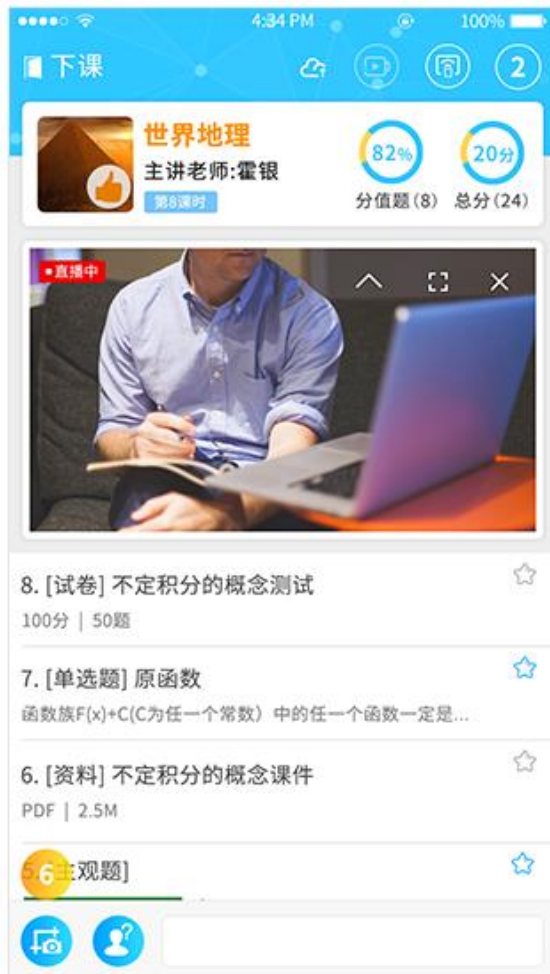 4:34 PM
100%
下课
2
世界地理
主讲老师:霍银
第8课时
82%
20分
分值题(8)
总分(24)
直播中
8. [试卷] 不定积分的概念测试
100分 | 50题
7. [单选题] 原函数
函数族F(x)+C(C为任一个常数）中的任一个函数一定是...
6. [资料] 不定积分的概念课件
PDF | 2.5M
5. [主观题]
6